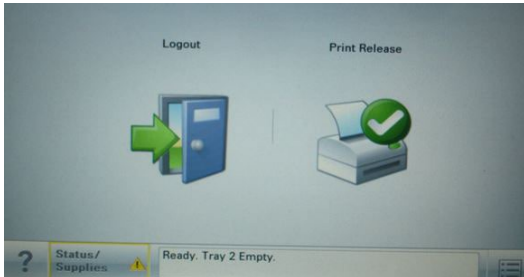 Logout
Print Release
?
Status/
Supplies
Ready. Tray 2 Empty.